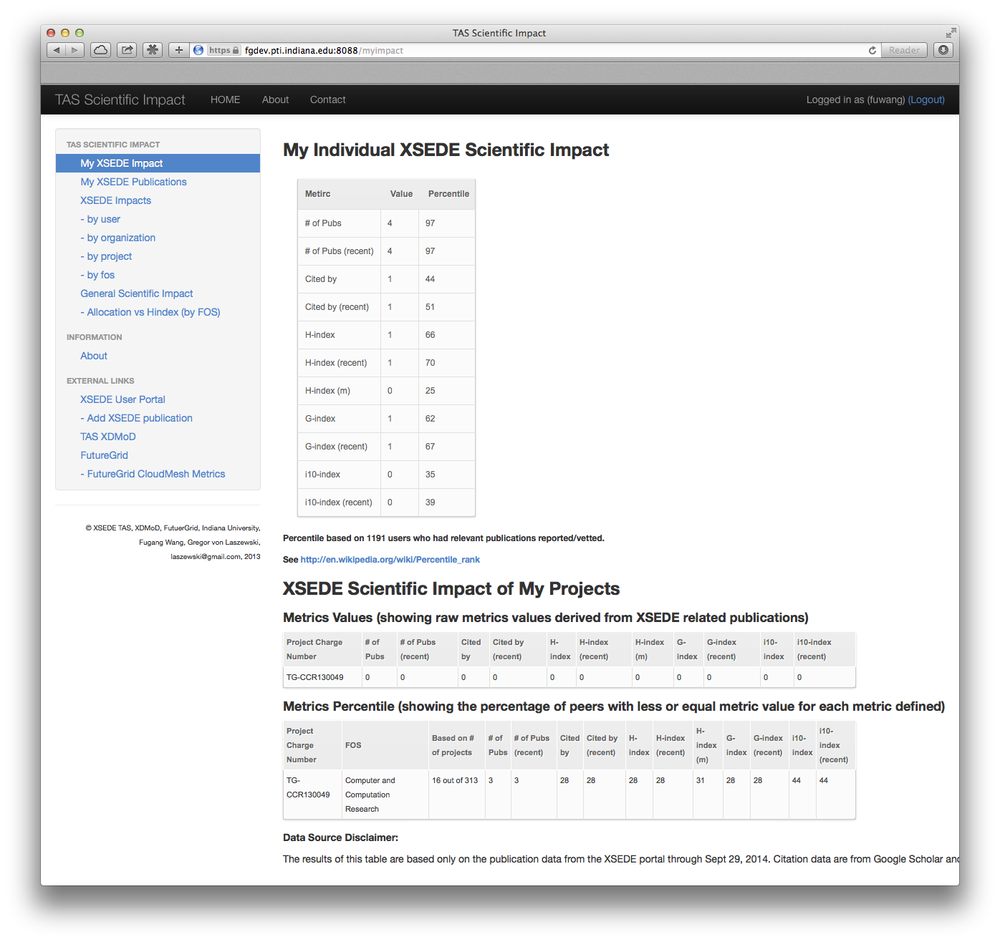 TAS Scientific Impact
https fgdev.pti.indiana.edu:8088/myimpact Reader
TAS Scientific Impact HOME About Contact Logged in as (fuwang) (Logout)
TAS SCIENTIFIC IMPACT
My XSEDE Impact
My XSEDE Publications
XSEDE Impacts
- by user
- by organization
- by project
- by fos
General Scientific Impact
- Allocation vs Hindex (by FOS)
INFORMATION
About
EXTERNAL LINKS
XSEDE User Portal
- Add XSEDE publication
TAS XDMoD
FutureGrid
- FutureGrid CloudMesh Metrics
© XSEDE TAS, XDMoD, FutuerGrid, Indiana University,
Fugang Wang, Gregor von Laszewski,
laszewski@gmail.com, 2013
My Individual XSEDE Scientific Impact
Metirc Value Percentile
# of Pubs 4 97
# of Pubs (recent) 4 97
Cited by 1 44
Cited by (recent) 1 51
H-index 1 66
H-index (recent) 1 70
H-index (m) 0 25
G-index 1 62
G-index (recent) 1 67
i10-index 0 35
i10-index (recent) 0 39
Percentile based on 1191 users who had relevant publications reported/vetted.
See http://en.wikipedia.org/wiki/Percentile_rank
XSEDE Scientific Impact of My Projects
Metrics Values (showing raw metrics values derived from XSEDE related publications)
Project Charge # of # of Pubs Cited Cited by H- H-index H-index G- G-index i10- i10-index
Number Pubs (recent) by (recent) index (recent) (m) index (recent) index (recent)
TG-CCR130049 0 0 0 0 0 0 0 0 0 0 0
Metrics Percentile (showing the percentage of peers with less or equal metric value for each metric defined)
Project H- i10-
Charge FOS Based on # # of # of Pubs Cited Cited by H- H-index index G- G-index i10- index
Number of projects Pubs (recent) by (recent) index (recent) (m) index (recent) index (recent)
TG- Computer and 16 out of 313 3 3 28 28 28 28 31 28 28 44 44
CCR130049 Computation
Research
Data Source Disclaimer:
The results of this table are based only on the publication data from the XSEDE portal through Sept 29, 2014. Citation data are from Google Scholar and